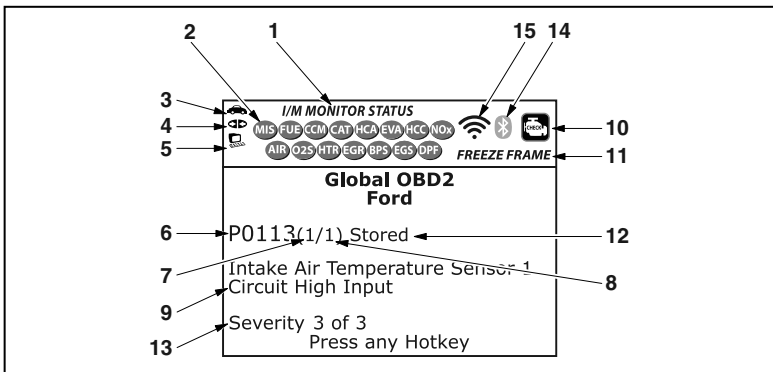 2 1 15 14
3
I/M MONITOR STATUS
4
MIS FUE CCM CAT HCA EVA HCC NOx
CHECK
10
5
AIR O2S HTR EGR BPS EGS DPF
FREEZE FRAME
11
Global OBD2
Ford
6
P0113(1/1) Stored
12
7
8
Intake Air Temperature Sensor 1
9
Circuit High Input
13
Severity 3 of 3
Press any Hotkey